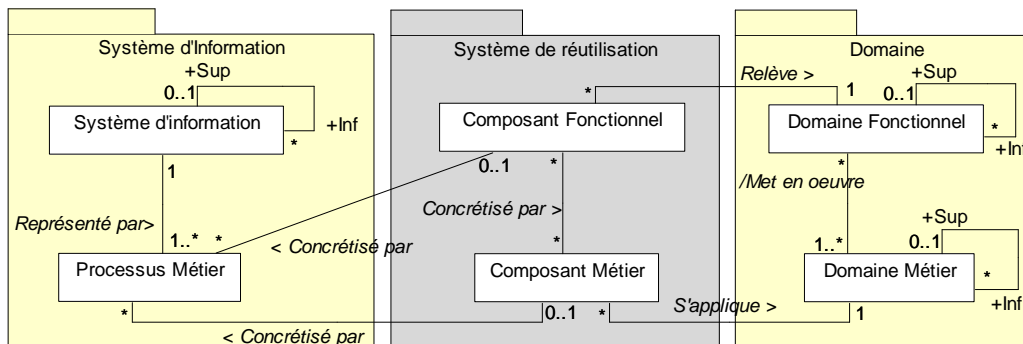 Système d'Information
Système de réutilisation
Domaine
+Sup
0..1
Système d'information
+Inf
*
1
Représenté par>
1..*
*
< Concrétisé par
Processus Métier
*
< Concrétisé par
*
Composant Fonctionnel
0..1
*
Concrétisé par >
*
Composant Métier
0..1
*
Relève >
1
+Sup
0..1
Domaine Fonctionnel
*
+Inf
*
/Met en oeuvre
1..*
+Sup
0..1
Domaine Métier
*
+Inf
S'applique >
1